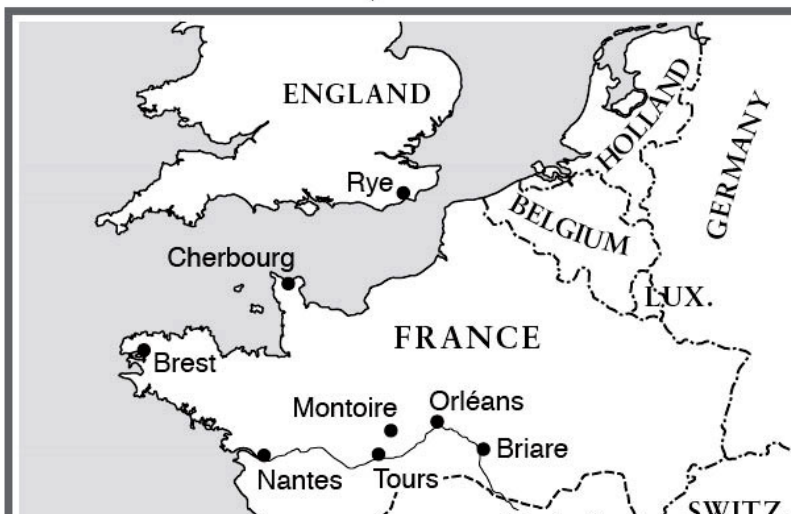 ENGLAND
HOLLAND
GERMANY
Rye
BELGIUM
Cherbourg
LUX.
FRANCE
Brest
Montoire
Orléans
Briare
Nantes
Tours
SWITZ.